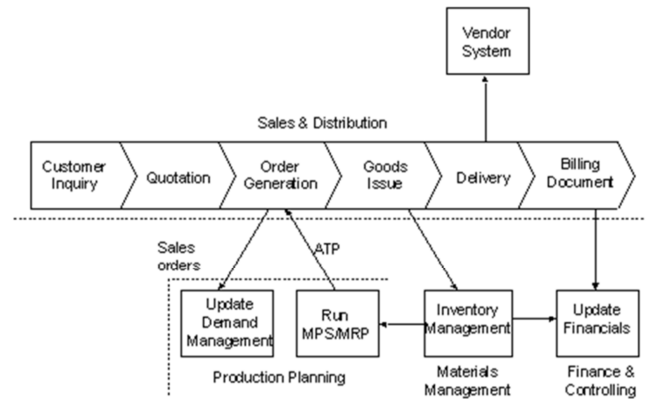 Vendor
System
Sales & Distribution
Customer
Inquiry
Quotation
Order
Generation
Goods
Issue
Delivery
Billing
Document
Sales
orders
ATP
Update
Demand
Management
Run
MPS/MRP
Inventory
Management
Update
Financials
Production Planning
Materials
Management
Finance &
Controlling